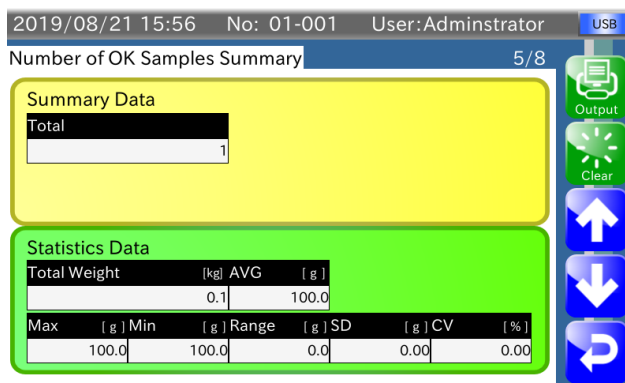 2019/08/21 15:56 No: 01-001 User:Adminstrator USB
Number of OK Samples Summary 5/8
Output
Clear
Summary Data
Total
1
Statistics Data
Total Weight [kg] AVG [ g ]
0.1 100.0
Max [ g ] Min [ g ] Range [ g ] SD [ g ] CV [ % ]
100.0 100.0 0.0 0.00 0.00